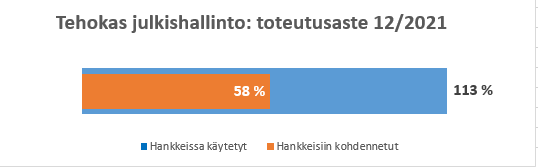 Tehokas julkishallinto: toteutusaste 12/2021
58 %
113 %
Hankkeissa käytetyt
Hankkeisiin kohdennetut